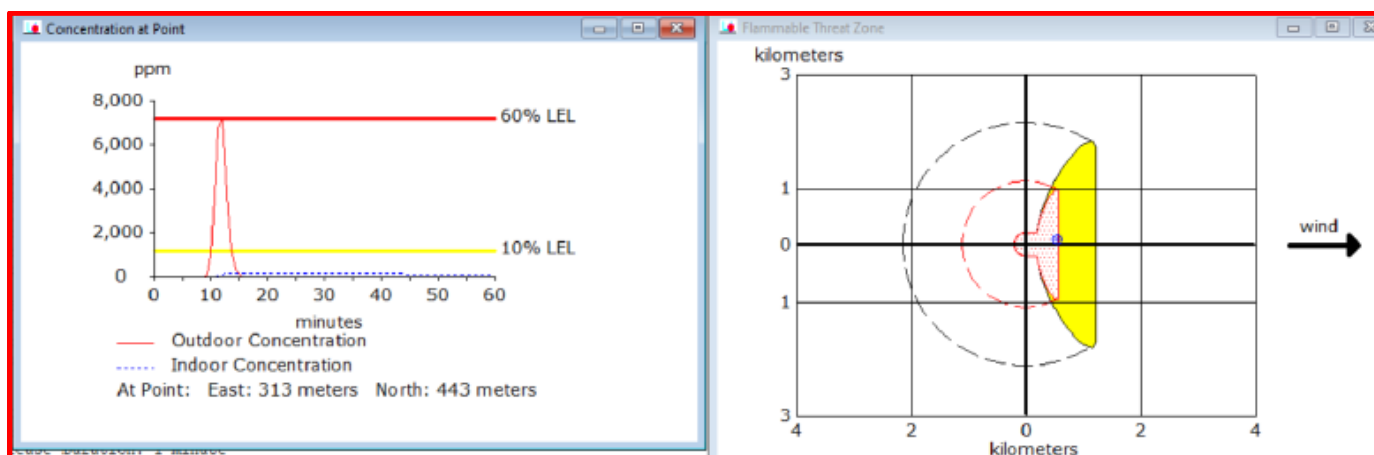 Concentration at Point
ppm
8,000
6,000
4,000
2,000
0
60% LEL
10% LEL
0 10 20 30 40 50 60
minutes
Outdoor Concentration
Indoor Concentration
At Point: East: 313 meters North: 443 meters
Flammable Threat Zone
kilometers
3
1
0
1
3
4 2 0 2 4
kilometers
wind